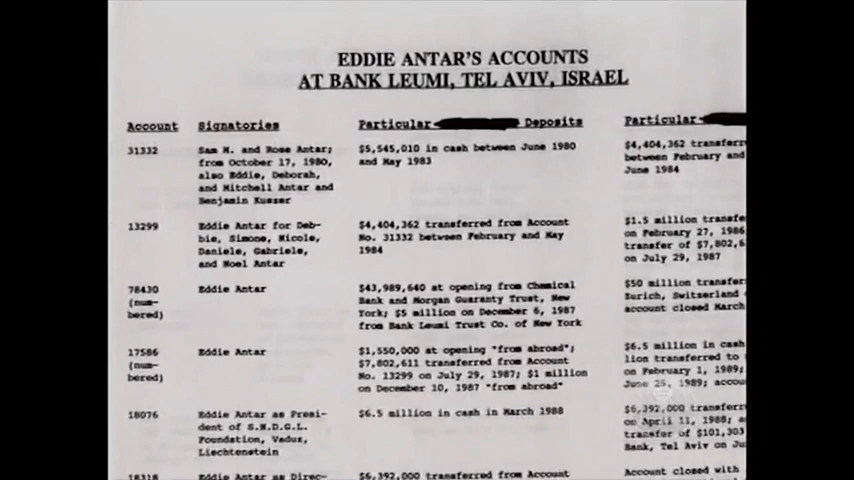 EDDIE ANTAR'S ACCOUNTS
AT BANK LEUMI, TEL AVIV, ISRAEL
Account Signatories Particular Deposits Particular
31332 Sam M. and Rose Antar; $5,545,010 in cash between June 1980 $4,404,362 transferr
from October 17, 1980, and May 1983 between February and
also Eddie, Deborah, June 1984
and Mitchell Antar and
Benjamin Kuszer
13299 Eddie Antar for Deb- $4,404,362 transferred from Account $1.5 million transfe
bie, Simone, Nicole, No. 31332 between February and May on February 27, 1986
Daniele, Gabriele, 1984 transfer of $7,802,6
and Noel Antar on July 29, 1987
78430 Eddie Antar $43,989,640 at opening from Chemical $50 million transfer
(num- Bank and Morgan Guaranty Trust, New Zurich, Switzerland
bered) York; $5 million on December 6, 1987 account closed March
from Bank Leumi Trust Co. of New York
17586 Eddie Antar $1,550,000 at opening "from abroad"; $6.5 million in cash
(num- $7,802,611 transferred from Account lion transferred to
bered) No. 13299 on July 29, 1987; $1 million on February 1, 1989;
on December 10, 1987 "from abroad" June 25, 1989; accou
18076 Eddie Antar as Presi- $6.5 million in cash in March 1988 $6,392,000 transferr
dent of S.N.D.G.L. on April 11, 1988; a
Foundation, Vaduz, transfer of $101,303
Liechtenstein Bank, Tel Aviv on Ju
18318 Eddie Antar as Direc- $6,392,000 transferred from Account Account closed with